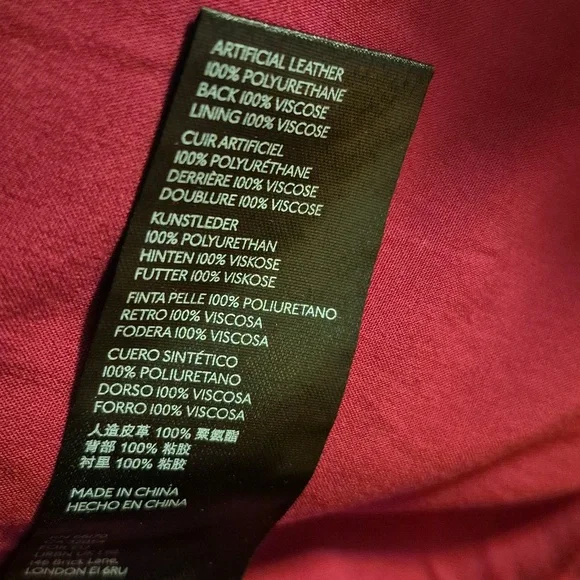 ARTIFICIAL LEATHER
100% POLYURETHANE
BACK 100% VISCOSE
LINING 100% VISCOSE
CUIR ARTIFICIEL
100% POLYURÉTHANE
DERRIÈRE 100% VISCOSE
DOUBLURE 100% VISCOSE
KUNSTLEDER
100% POLYURETHAN
HINTEN 100% VISKOSE
FUTTER 100% VISKOSE
FINTA PELLE 100% POLIURETANO
RETRO 100% VISCOSA
FODERA 100% VISCOSA
CUERO SINTÉTICO
100% POLIURETANO
DORSO 100% VISCOSA
FORRO 100% VISCOSA
人造皮革 100% 聚氨酯
背部 100% 粘胶
衬里 100% 粘胶
MADE IN CHINA
HECHO EN CHINA
146 Brick Lane,
LONDON E1 6RU